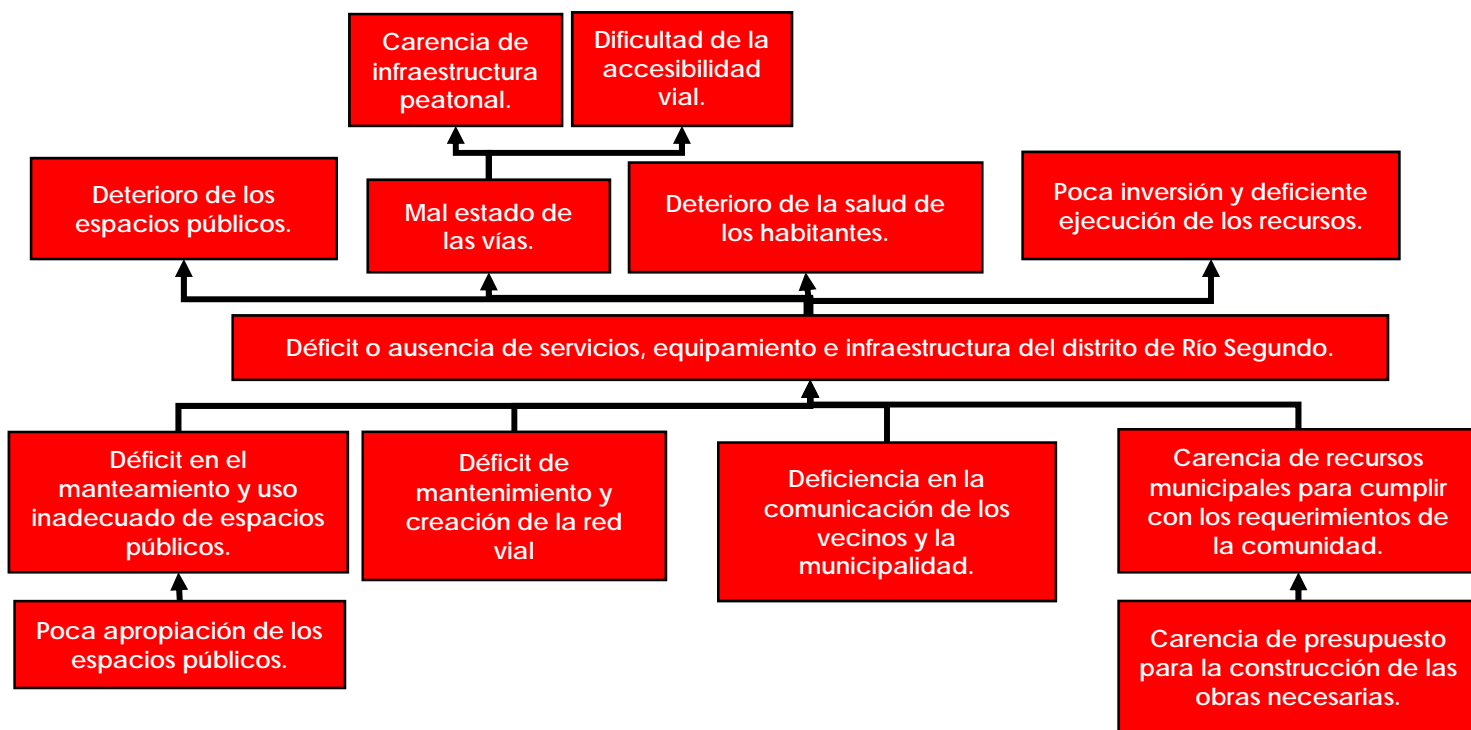 Carencia de
infraestructura
peatonal.
Dificultad de la
accesibilidad
vial.
Deterioro de los
espacios públicos.
Mal estado de
las vías.
Deterioro de la salud de
los habitantes.
Poca inversión y deficiente
ejecución de los recursos.
Déficit o ausencia de servicios, equipamiento e infraestructura del distrito de Río Segundo.
Déficit en el
manteamiento y uso
inadecuado de espacios
públicos.
Déficit de
mantenimiento y
creación de la red
vial
Deficiencia en la
comunicación de los
vecinos y la
municipalidad.
Carencia de recursos
municipales para cumplir
con los requerimientos de
la comunidad.
Poca apropiación de los
espacios públicos.
Carencia de presupuesto
para la construcción de las
obras necesarias.